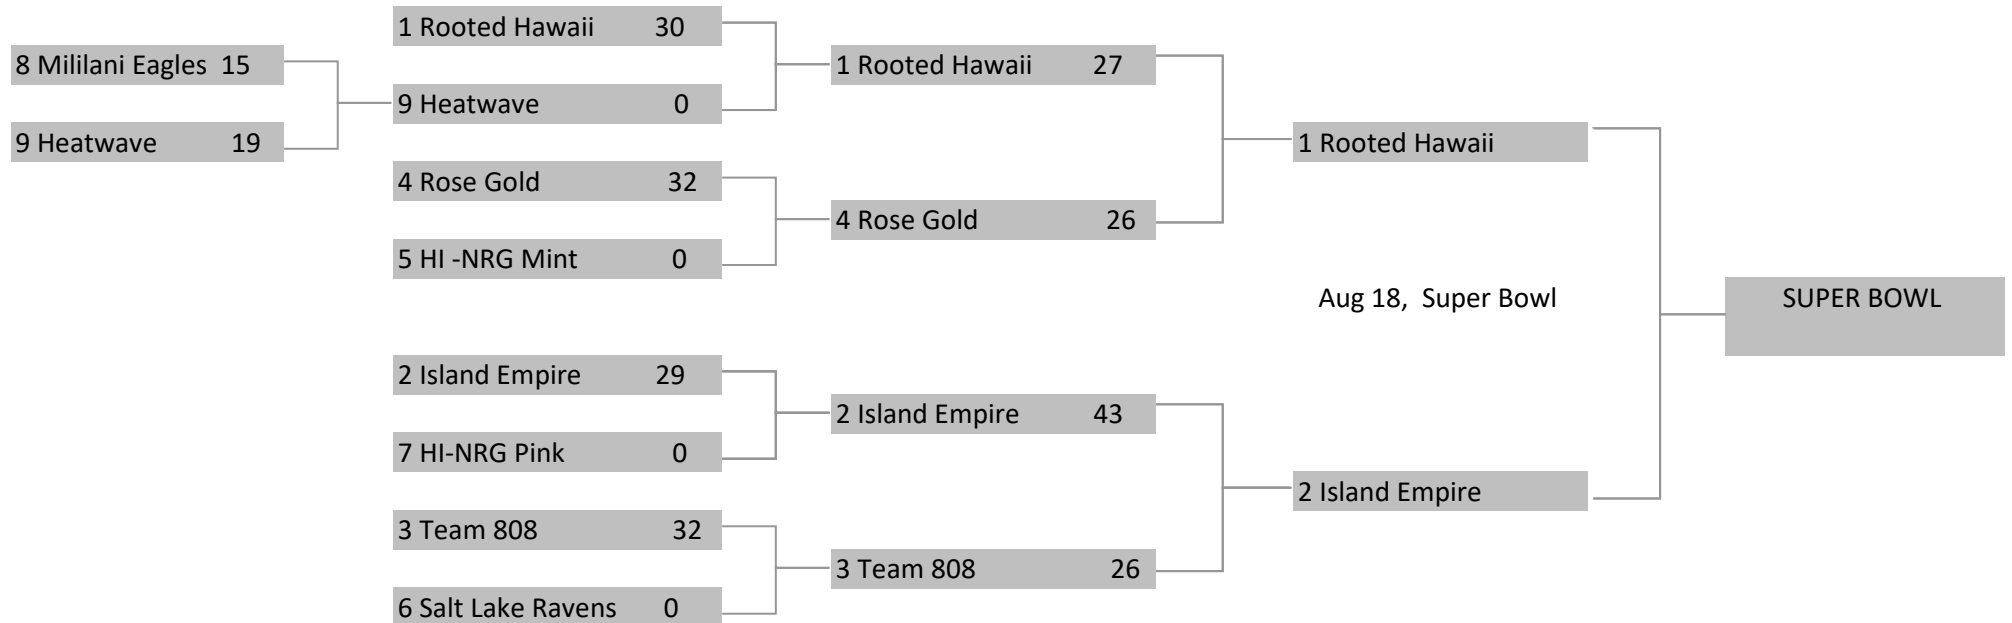 8 Mililani Eagles 15
9 Heatwave 19
1 Rooted Hawaii 30
9 Heatwave 0
4 Rose Gold 32
5 HI -NRG Mint 0
2 Island Empire 29
7 HI-NRG Pink 0
3 Team 808 32
6 Salt Lake Ravens 0
1 Rooted Hawaii 27
4 Rose Gold 26
2 Island Empire 43
3 Team 808 26
1 Rooted Hawaii
Aug 18, Super Bowl
2 Island Empire
SUPER BOWL